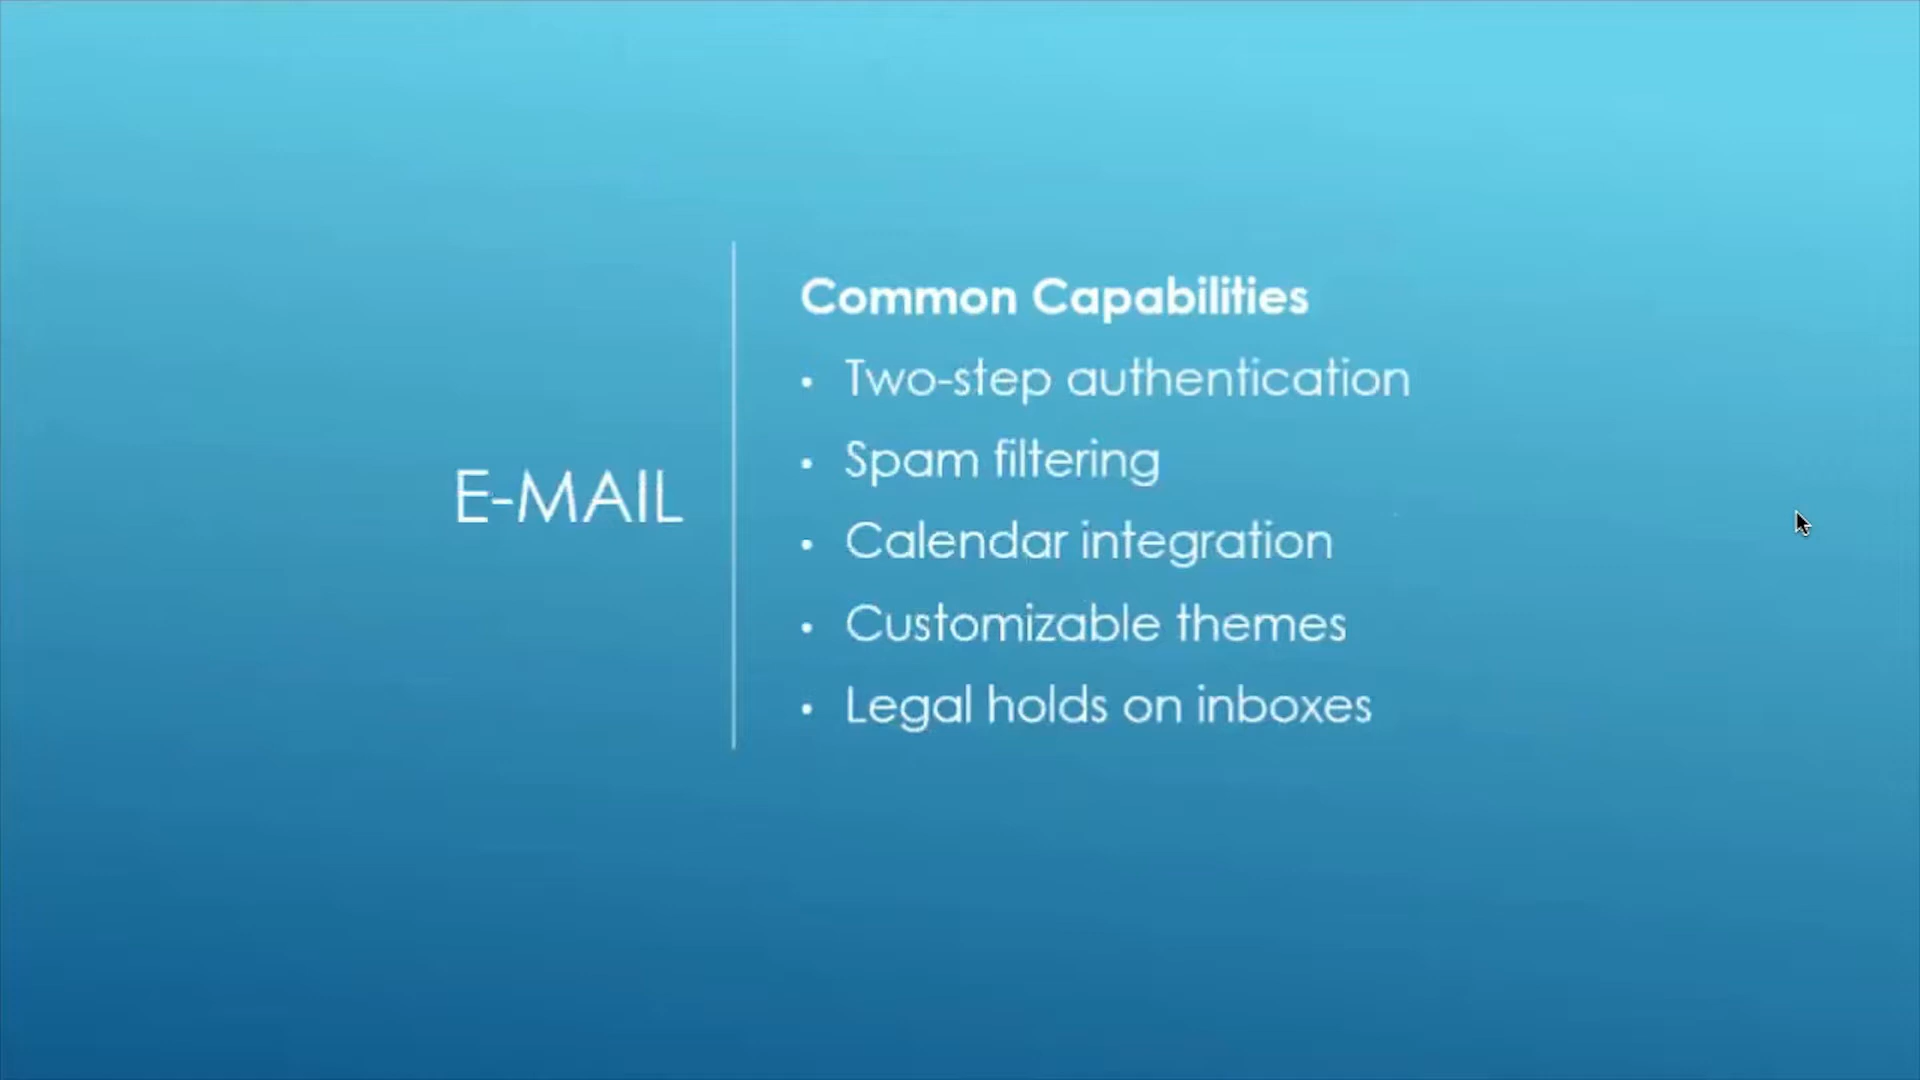 E-MAIL
Common Capabilities
• Two-step authentication
• Spam filtering
• Calendar integration
• Customizable themes
• Legal holds on inboxes